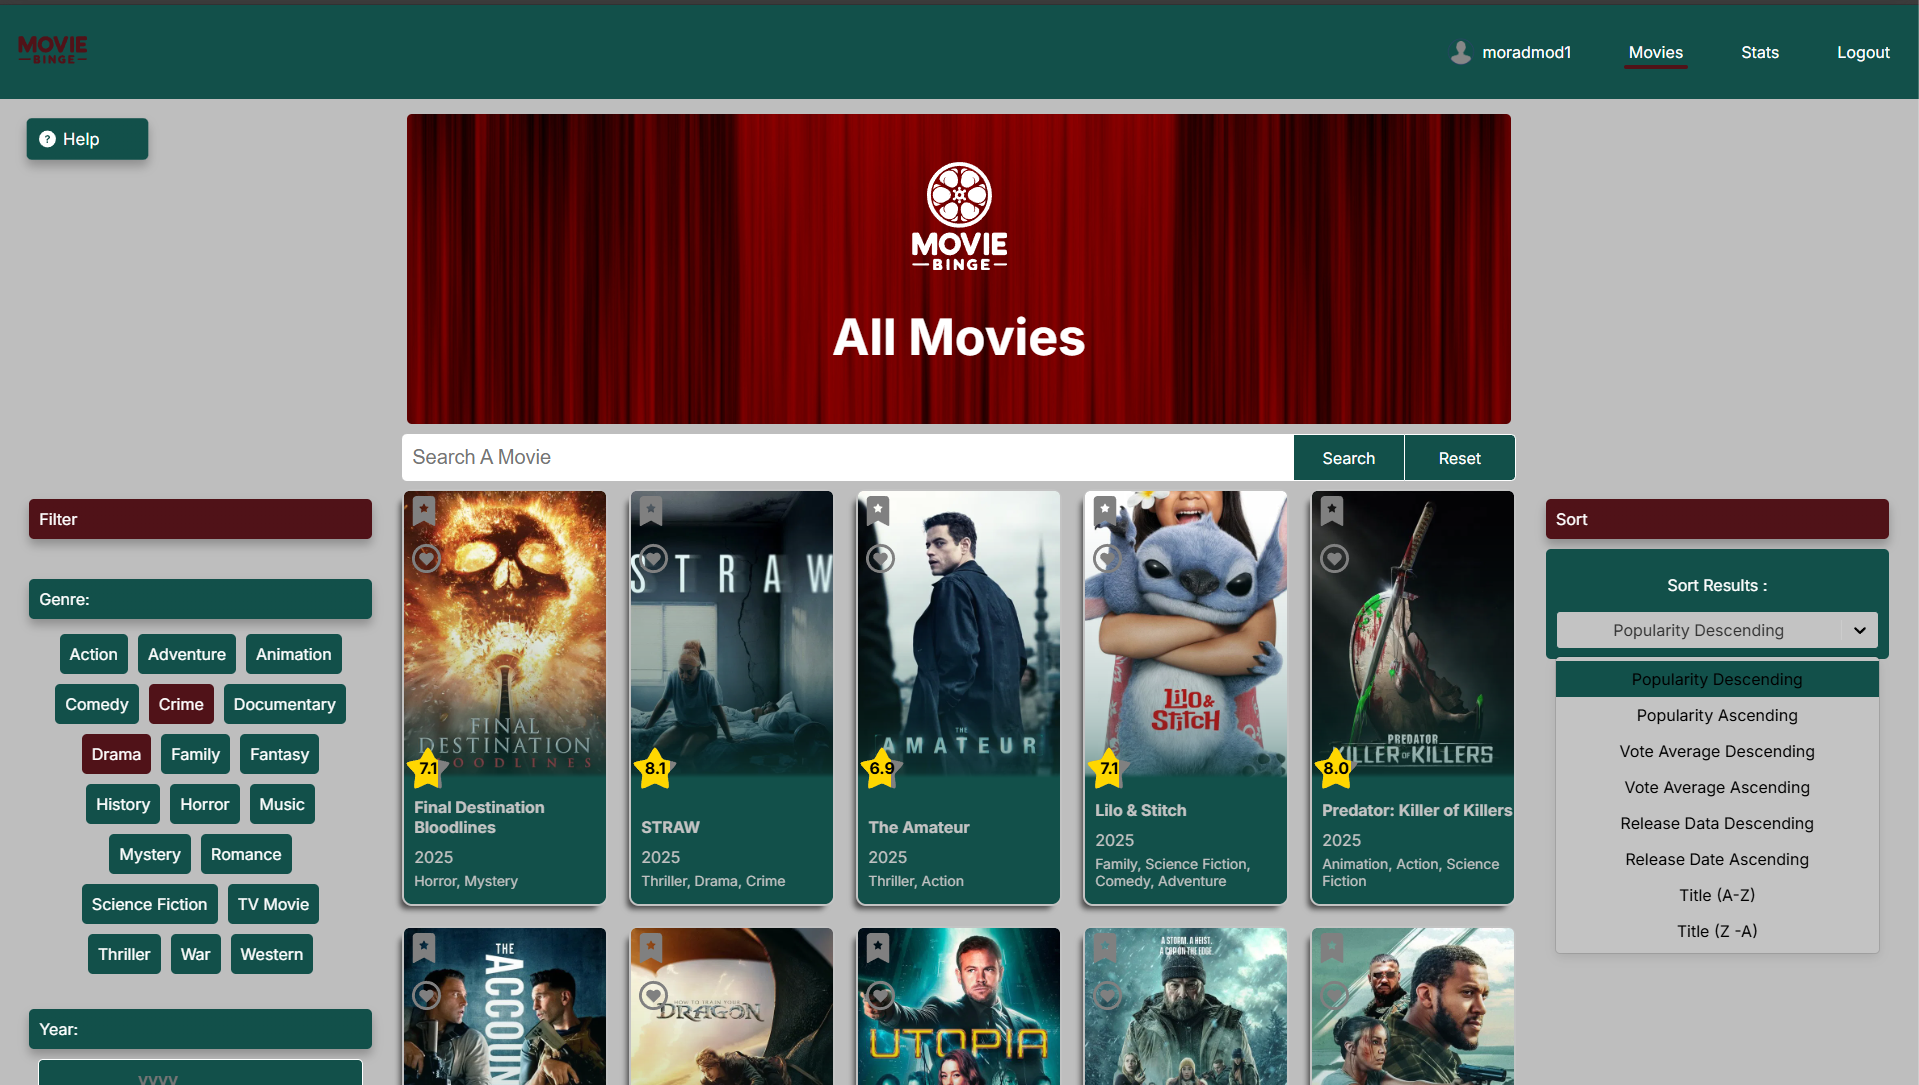 MOVIE
BINGE
moradmod1
Movies
Stats
Logout
Help
MOVIE
BINGE
All Movies
Search A Movie
Search
Reset
Filter
Genre:
Action
Adventure
Animation
Comedy
Crime
Documentary
Drama
Family
Fantasy
History
Horror
Music
Mystery
Romance
Science Fiction
TV Movie
Thriller
War
Western
Year:
YYYY
FINAL
DESTINATION
BLOODLINES
7.1
Final Destination
Bloodlines
2025
Horror, Mystery
STRAW
8.1
STRAW
2025
Thriller, Drama, Crime
THE
AMATEUR
6.9
The Amateur
2025
Thriller, Action
Lilo &
Stitch
7.1
Lilo & Stitch
2025
Family, Science Fiction,
Comedy, Adventure
PREDATOR
KILLER OF KILLERS
8.0
Predator: Killer of Killers
2025
Animation, Action, Science
Fiction
THE
ACCOUN
HOW TO TRAIN YOUR
DRAGON
UTOPIA
A STORM. A HEIST.
A COP ON THE EDGE.
Sort
Sort Results :
Popularity Descending
Popularity Descending
Popularity Ascending
Vote Average Descending
Vote Average Ascending
Release Data Descending
Release Date Ascending
Title (A-Z)
Title (Z -A)